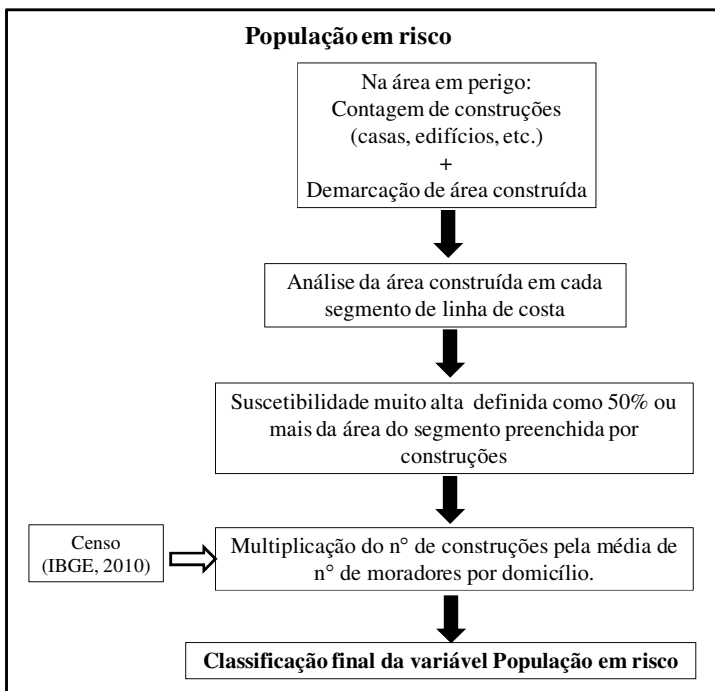 População em risco
Na área em perigo:
Contagem de construções
(casas, edifícios, etc.)
+
Demarcação de área construída
Análise da área construída em cada
segmento de linha de costa
Suscetibilidade muito alta definida como 50% ou
mais da área do segmento preenchida por
construções
Censo
(IBGE, 2010)
Multiplicação do n° de construções pela média de
n° de moradores por domicílio.
Classificação final da variável População em risco